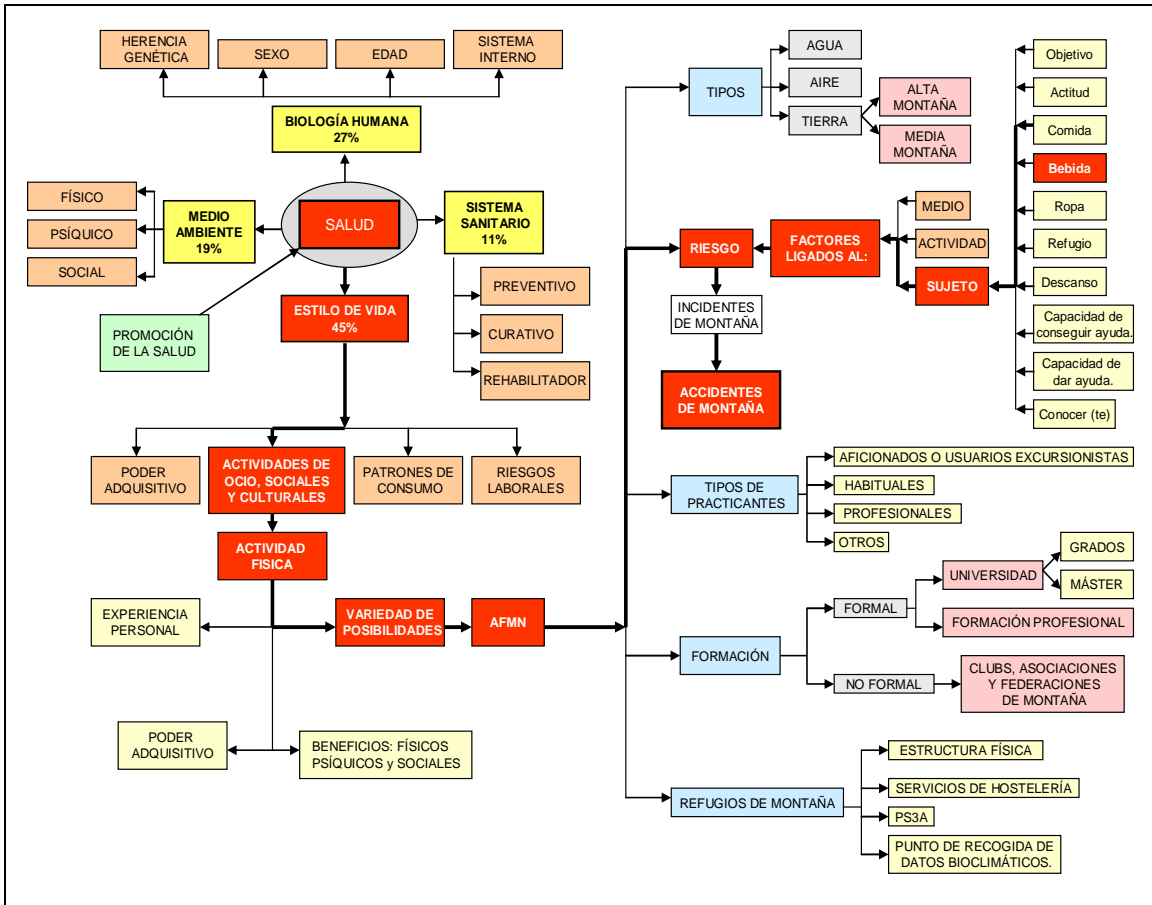 HERENCIA
GENÉTICA
SEXO
EDAD
SISTEMA
INTERNO
BIOLOGÍA HUMANA
27%
FÍSICO
PSÍQUICO
SOCIAL
MEDIO
AMBIENTE
19%
SALUD
SISTEMA
SANITARIO
11%
PREVENTIVO
CURATIVO
REHABILITADOR
PROMOCIÓN
DE LA SALUD
ESTILO DE VIDA
45%
PODER
ADQUISITIVO
ACTIVIDADES DE
OCIO, SOCIALES
Y CULTURALES
PATRONES DE
CONSUMO
RIESGOS
LABORALES
ACTIVIDAD
FISICA
EXPERIENCIA
PERSONAL
VARIEDAD DE
POSIBILIDADES
AFMN
PODER
ADQUISITIVO
BENEFICIOS: FÍSICOS
PSÍQUICOS y SOCIALES
TIPOS
AGUA
AIRE
TIERRA
ALTA
MONTAÑA
MEDIA
MONTAÑA
RIESGO
FACTORES
LIGADOS AL:
MEDIO
ACTIVIDAD
SUJETO
Objetivo
Actitud
Comida
Bebida
Ropa
Refugio
Descanso
Capacidad de
conseguir ayuda.
Capacidad de
dar ayuda.
Conocer (te)
INCIDENTES
DE MONTAÑA
ACCIDENTES
DE MONTAÑA
TIPOS DE
PRACTICANTES
AFICIONADOS O USUARIOS EXCURSIONISTAS
HABITUALES
PROFESIONALES
OTROS
FORMACIÓN
FORMAL
UNIVERSIDAD
GRADOS
MÁSTER
FORMACIÓN PROFESIONAL
NO FORMAL
CLUBS, ASOCIACIONES
Y FEDERACIONES
DE MONTAÑA
REFUGIOS DE MONTAÑA
ESTRUCTURA FÍSICA
SERVICIOS DE HOSTELERÍA
PS3A
PUNTO DE RECOGIDA DE
DATOS BIOCLIMÁTICOS.